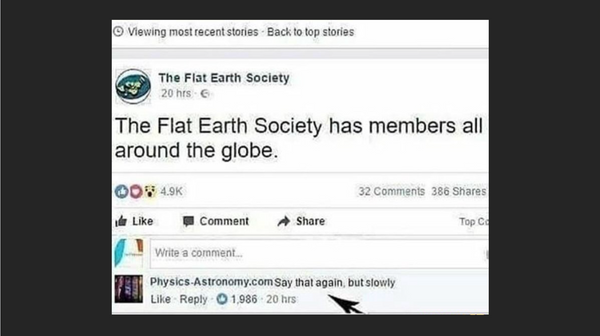 Viewing most recent stories · Back to top stories
The Flat Earth Society
20 hrs ·
The Flat Earth Society has members all
around the globe.
4.9K 32 Comments 386 Shares
Like Comment Share Top Co
Write a comment...
Physics-Astronomy.com Say that again, but slowly
Like · Reply · 1,986 · 20 hrs